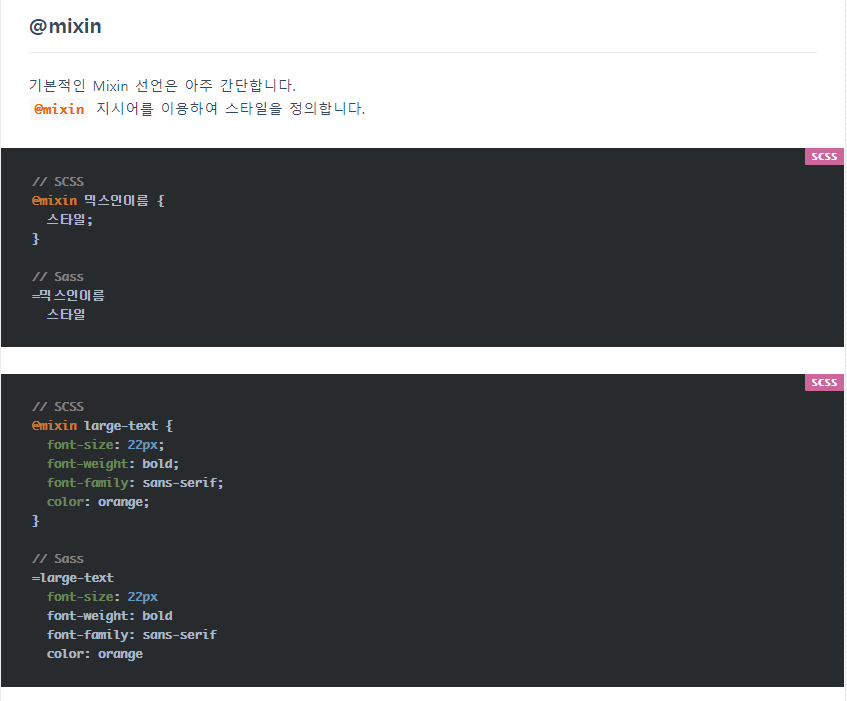 @mixin
기본적인 Mixin 선언은 아주 간단합니다.
@mixin 지시어를 이용하여 스타일을 정의합니다.
SCSS
// SCSS
@mixin 믹스인이름 {
  스타일;
}
// Sass
=믹스인이름
  스타일
SCSS
// SCSS
@mixin large-text {
  font-size: 22px;
  font-weight: bold;
  font-family: sans-serif;
  color: orange;
}
// Sass
=large-text
  font-size: 22px
  font-weight: bold
  font-family: sans-serif
  color: orange